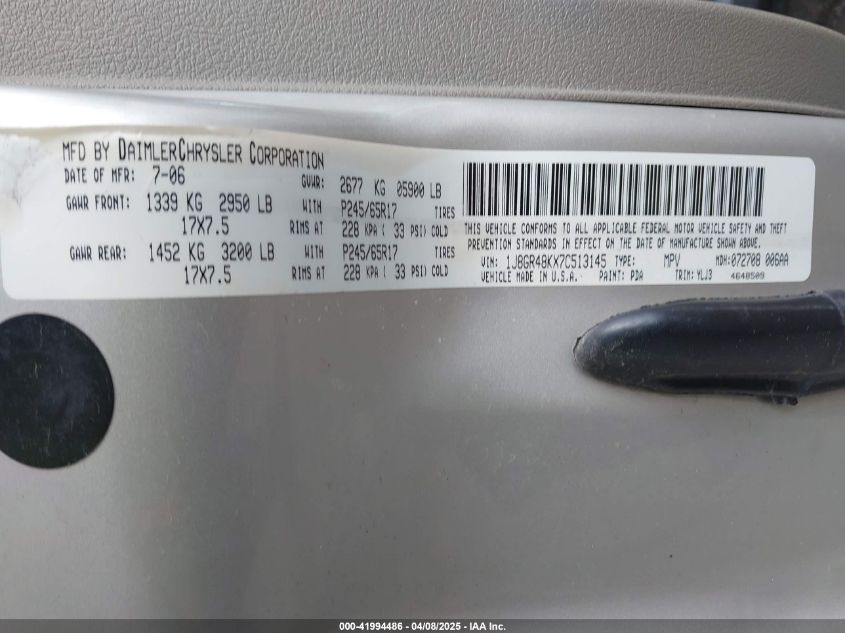 MFD BY DAIMLERCHRYSLER CORPORATION
DATE OF MFR: 7-06 GVWR: 2677 KG 05900 LB
GAWR FRONT: 1339 KG 2950 LB WITH P245/65R17 TIRES
17X7.5 RIMS AT 228 KPA( 33 PSI) COLD
GAWR REAR: 1452 KG 3200 LB WITH P245/65R17 TIRES
17X7.5 RIMS AT 228 KPA( 33 PSI) COLD
THIS VEHICLE CONFORMS TO ALL APPLICABLE FEDERAL MOTOR VEHICLE SAFETY AND THEFT
PREVENTION STANDARDS IN EFFECT ON THE DATE OF MANUFACTURE SHOWN ABOVE.
VIN: 1J8GR48KX7C513145 TYPE: MPV MDH:072708 006AA
VEHICLE MADE IN U.S.A. PAINT: PDA TRIM:YLJ3 4648509
000-41994486 - 04/08/2025 - IAA Inc.